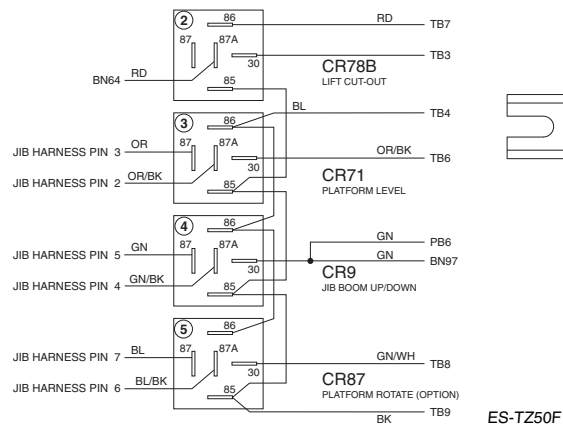 2 86 RD TB7
87 87A
30 TB3
BN64 RD
85
CR78B
LIFT CUT-OUT
BL TB4
3 86
87 87A
JIB HARNESS PIN 3 OR
30 OR/BK TB6
JIB HARNESS PIN 2 OR/BK
85
CR71
PLATFORM LEVEL
4 86
87 87A
GN PB6
JIB HARNESS PIN 5 GN
30 GN BN97
JIB HARNESS PIN 4 GN/BK
85
CR9
JIB BOOM UP/DOWN
5 86
87 87A
JIB HARNESS PIN 7 BL
30 GN/WH TB8
JIB HARNESS PIN 6 BL/BK
85
CR87
PLATFORM ROTATE (OPTION)
BK TB9
ES-TZ50F